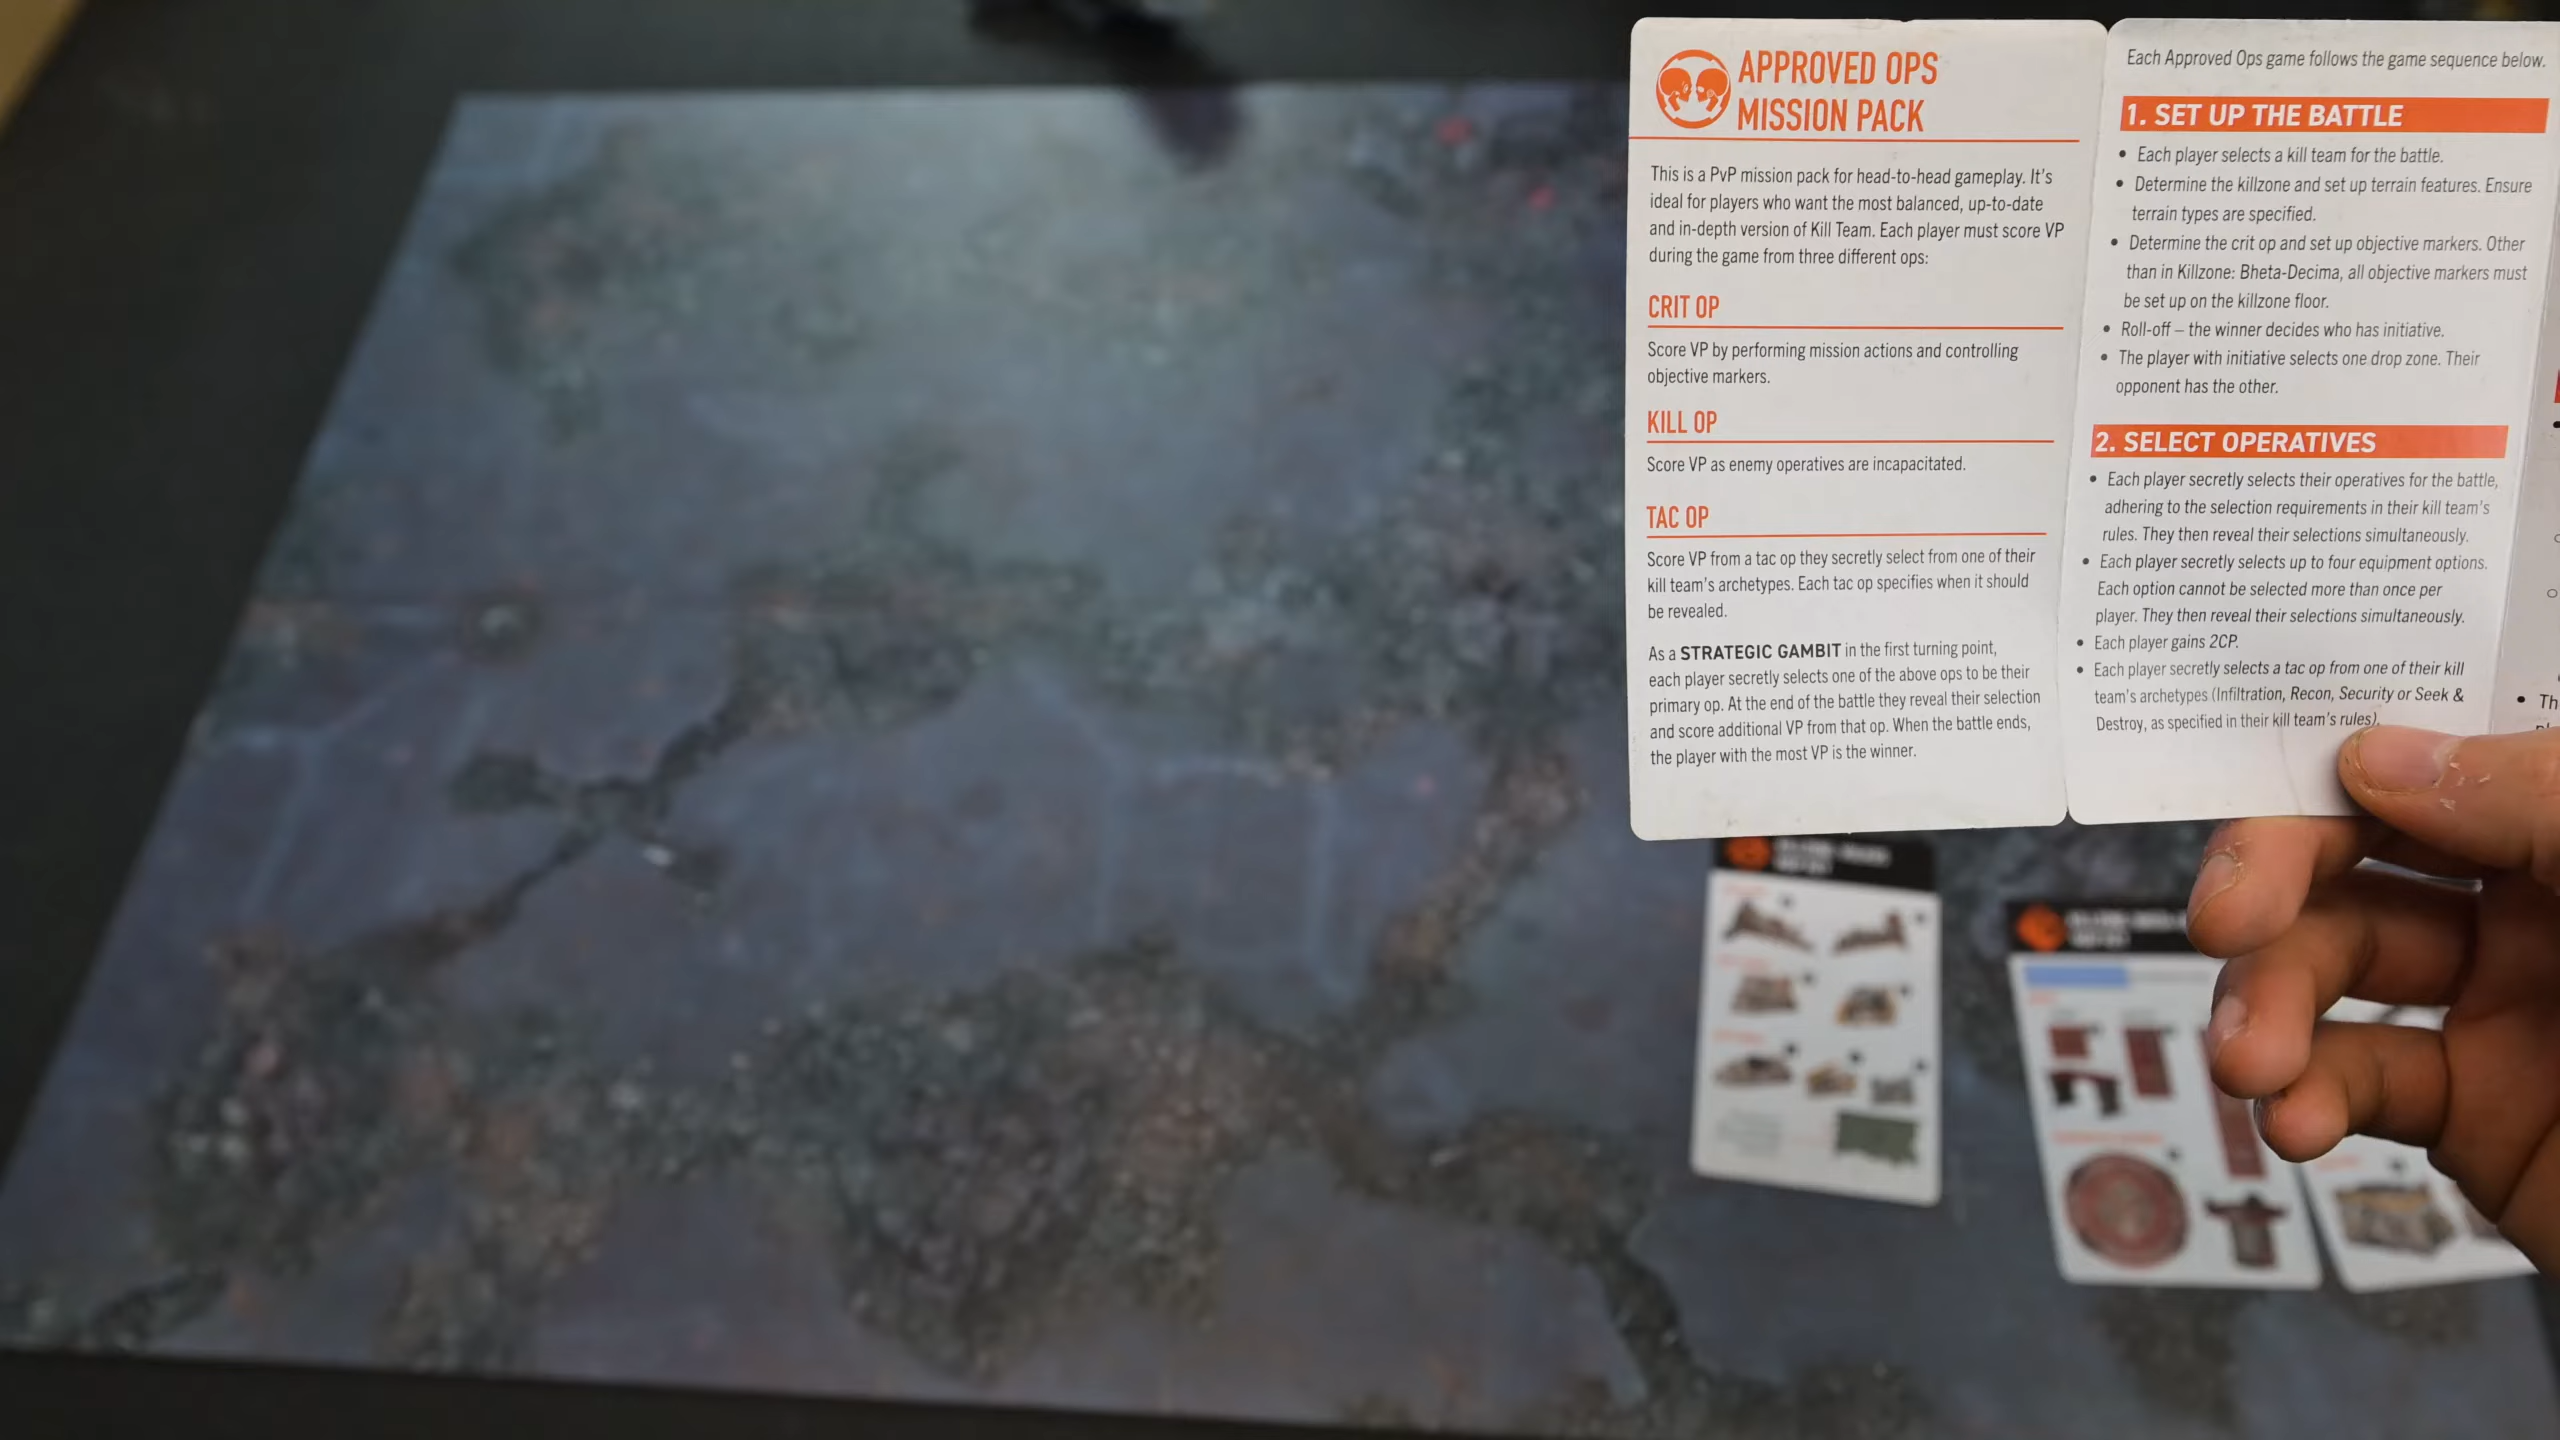 APPROVED OPS
MISSION PACK
This is a PvP mission pack for head-to-head gameplay. It's
ideal for players who want the most balanced, up-to-date
and in-depth version of Kill Team. Each player must score VP
during the game from three different ops:
CRIT OP
Score VP by performing mission actions and controlling
objective markers.
KILL OP
Score VP as enemy operatives are incapacitated.
TAC OP
Score VP from a tac op they secretly select from one of their
kill team's archetypes. Each tac op specifies when it should
be revealed.
As a STRATEGIC GAMBIT in the first turning point,
each player secretly selects one of the above ops to be their
primary op. At the end of the battle they reveal their selection
and score additional VP from that op. When the battle ends,
the player with the most VP is the winner.
Each Approved Ops game follows the game sequence below.
1. SET UP THE BATTLE
• Each player selects a kill team for the battle.
• Determine the killzone and set up terrain features. Ensure
terrain types are specified.
• Determine the crit op and set up objective markers. Other
than in Killzone: Bheta-Decima, all objective markers must
be set up on the killzone floor.
• Roll-off – the winner decides who has initiative.
• The player with initiative selects one drop zone. Their
opponent has the other.
2. SELECT OPERATIVES
• Each player secretly selects their operatives for the battle,
adhering to the selection requirements in their kill team's
rules. They then reveal their selections simultaneously.
• Each player secretly selects up to four equipment options.
Each option cannot be selected more than once per
player. They then reveal their selections simultaneously.
• Each player gains 2CP.
• Each player secretly selects a tac op from one of their kill
team's archetypes (Infiltration, Recon, Security or Seek &
Destroy, as specified in their kill team's rules).
• Th